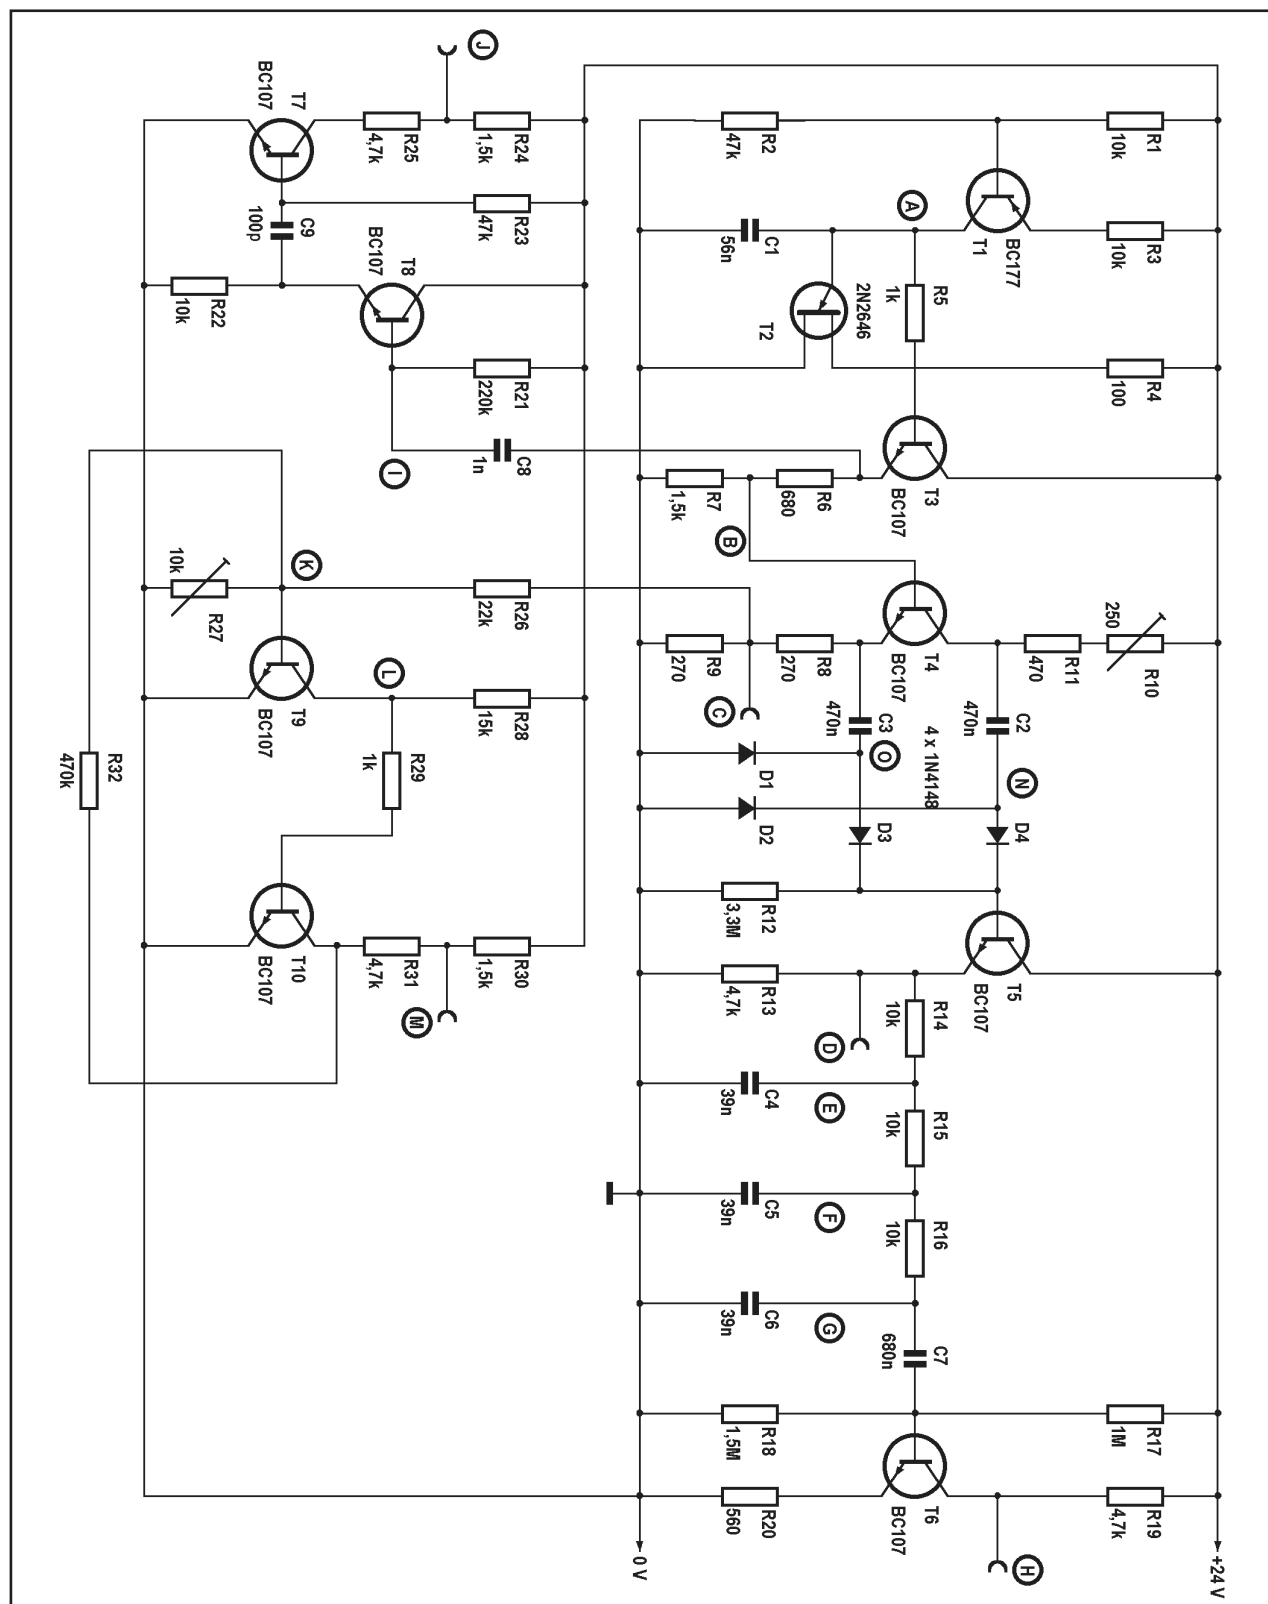 +24 V
R1
10k
R3
10k
R4
100
R10
250
R17
1M
R19
4,7k
R11
470
T1
BC177
C2
470n
N
D4
T5
BC107
H
A
R5
1k
T3
BC107
T4
BC107
4 x 1N4148
R14
10k
R15
10k
R16
10k
C7
680n
T6
BC107
2N2646
T2
C3
470n
O
D3
D
E
F
G
R2
47k
C1
56n
R6
680
R7
1,5k
B
R8
270
R9
270
C
D1
D2
R12
3,3M
R13
4,7k
C4
39n
C5
39n
C6
39n
R18
1,5M
R20
560
0 V
J
R24
1,5k
R23
47k
R21
220k
C8
1n
R26
22k
R28
15k
R30
1,5k
R25
4,7k
T8
BC107
I
L
R29
1k
R31
4,7k
M
T7
BC107
C9
100p
K
T9
BC107
T10
BC107
R22
10k
R27
10k
R32
470k